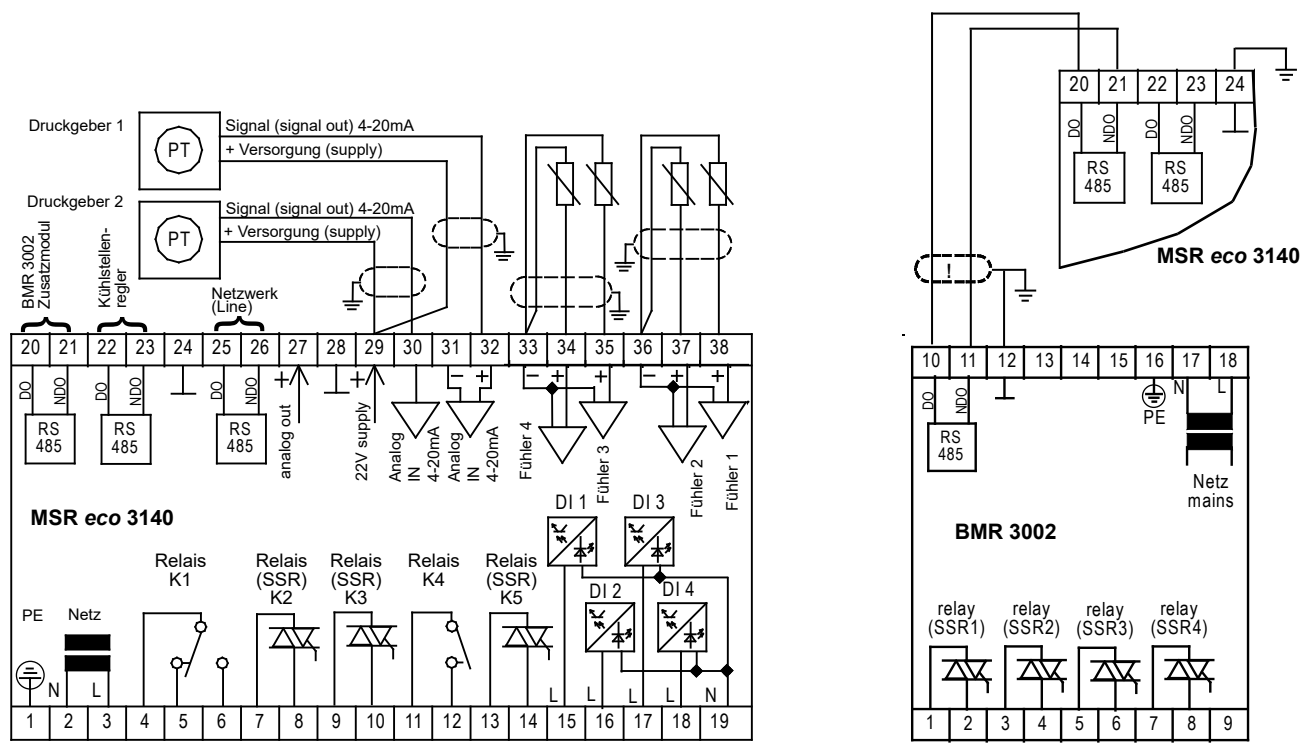 Druckgeber 1
PT
Signal (signal out) 4-20mA
+ Versorgung (supply)
Druckgeber 2
PT
Signal (signal out) 4-20mA
+ Versorgung (supply)
BMR 3002
Zusatzmodul
Kühlstellen-
regler
Netzwerk
(Line)
20 21 22 23 24 25 26 27 28 29 30 31 32 33 34 35 36 37 38
DO NDO DO NDO DO NDO + + − + − + + − + +
RS
485
RS
485
RS
485
analog out
22V supply
Analog
IN
4-20mA
Analog
IN
4-20mA
Fühler 4
Fühler 3
Fühler 2
Fühler 1
MSR eco 3140
DI 1
DI 3
DI 2
DI 4
PE
Netz
Relais
K1
Relais
(SSR)
K2
Relais
(SSR)
K3
Relais
K4
Relais
(SSR)
K5
N L L L L L N
1 2 3 4 5 6 7 8 9 10 11 12 13 14 15 16 17 18 19
20 21 22 23 24
DO NDO DO NDO
RS
485
RS
485
MSR eco 3140
!
10 11 12 13 14 15 16 17 18
DO NDO
PE
N L
RS
485
Netz
mains
BMR 3002
relay
(SSR1)
relay
(SSR2)
relay
(SSR3)
relay
(SSR4)
1 2 3 4 5 6 7 8 9